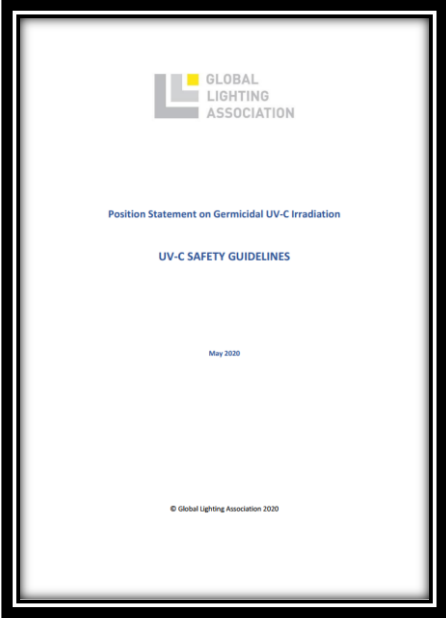 GLOBAL
LIGHTING
ASSOCIATION
Position Statement on Germicidal UV-C Irradiation
UV-C SAFETY GUIDELINES
May 2020
© Global Lighting Association 2020